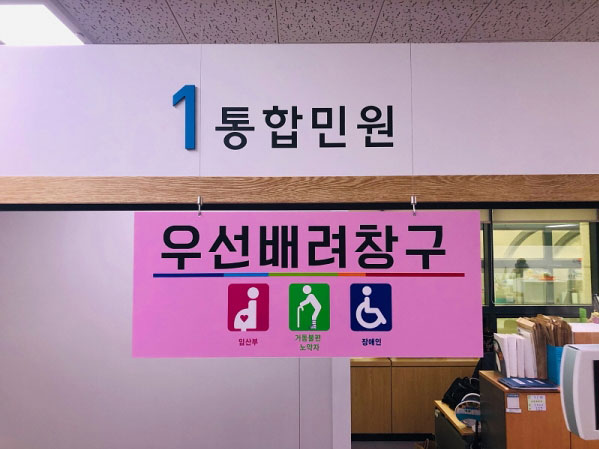 1 통합민원
우선배려창구
임산부
거동불편
노약자
장애인